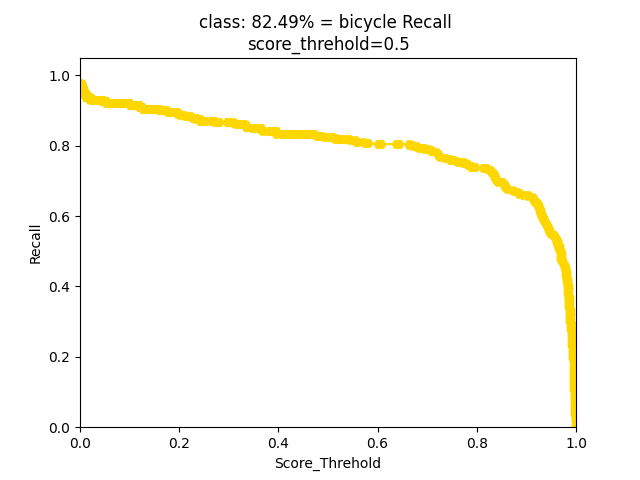 class: 82.49% = bicycle Recall
score_threhold=0.5
1.0
0.8
0.6
0.4
0.2
0.0
Recall
0.0 0.2 0.4 0.6 0.8 1.0
Score_Threhold